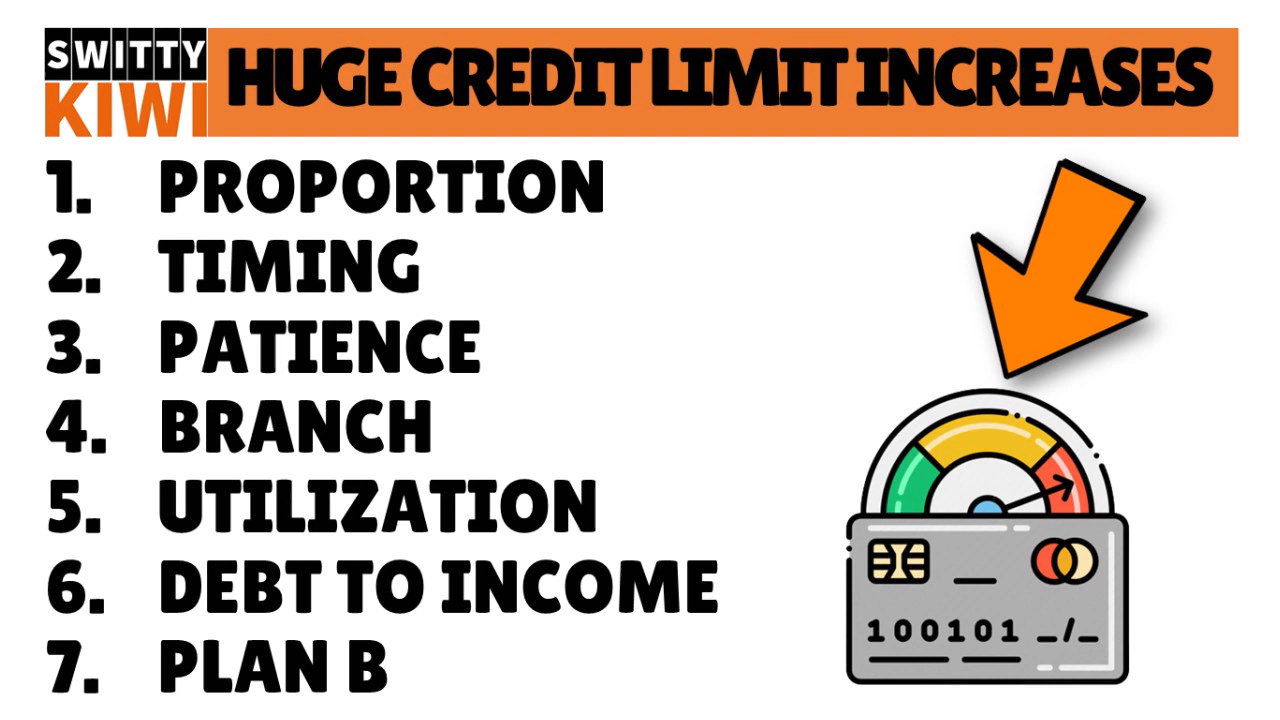 SWITTY
KIWI
HUGE CREDIT LIMIT INCREASES
1. PROPORTION
2. TIMING
3. PATIENCE
4. BRANCH
5. UTILIZATION
6. DEBT TO INCOME
7. PLAN B
100101 _/_